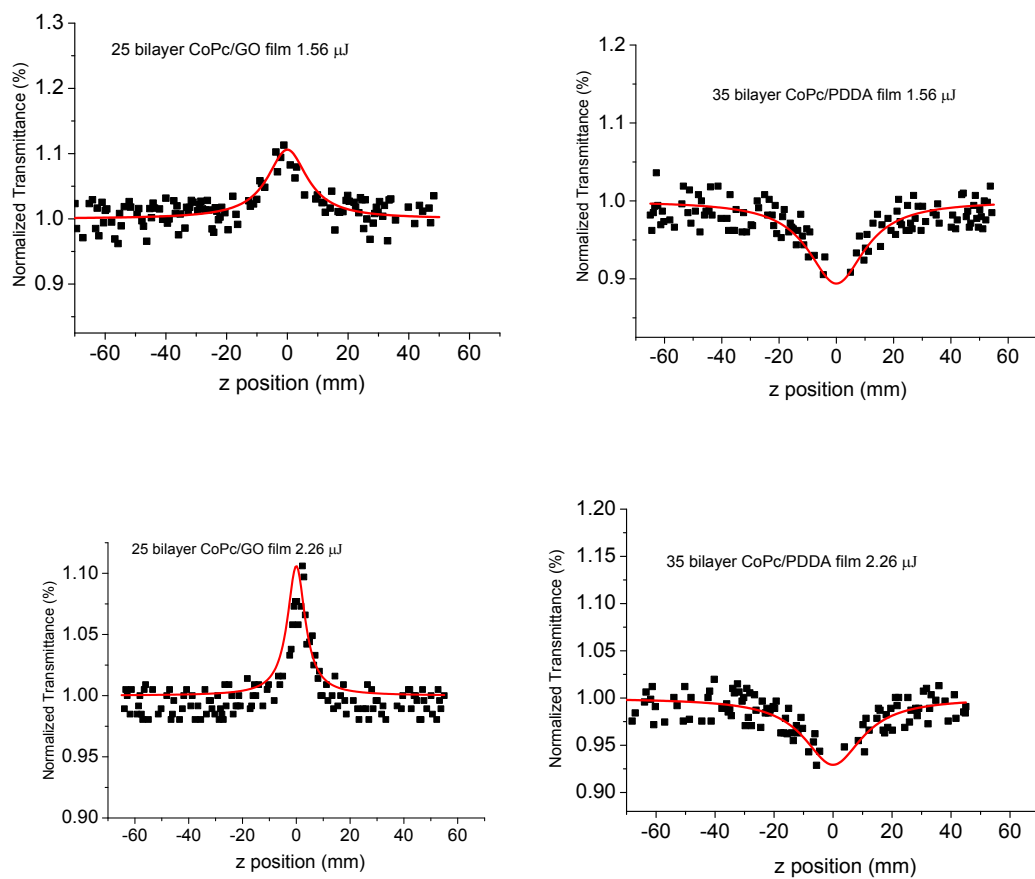 1.3
1.2
1.1
1.0
0.9
Normalized Transmittance (%)
25 bilayer CoPc/GO film 1.56 μJ
-60 -40 -20 0 20 40 60
z position (mm)
1.20
1.1
1.0
0.9
Normalized Transmittance (%)
35 bilayer CoPc/PDDA film 1.56 μJ
-60 -40 -20 0 20 40 60
z position (mm)
25 bilayer CoPc/GO film 2.26 μJ
1.10
1.05
1.00
0.95
0.90
Normalized Transmittance (%)
-60 -40 -20 0 20 40 60
z position (mm)
1.20
1.15
1.10
1.05
1.00
0.95
0.90
Normalized Transmittance (%)
35 bilayer CoPc/PDDA film 2.26 μJ
-60 -40 -20 0 20 40 60
z position (mm)